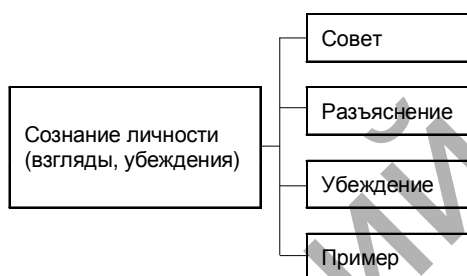 Совет
Разъяснение
Сознание личности
(взгляды, убеждения)
Убеждение
Пример